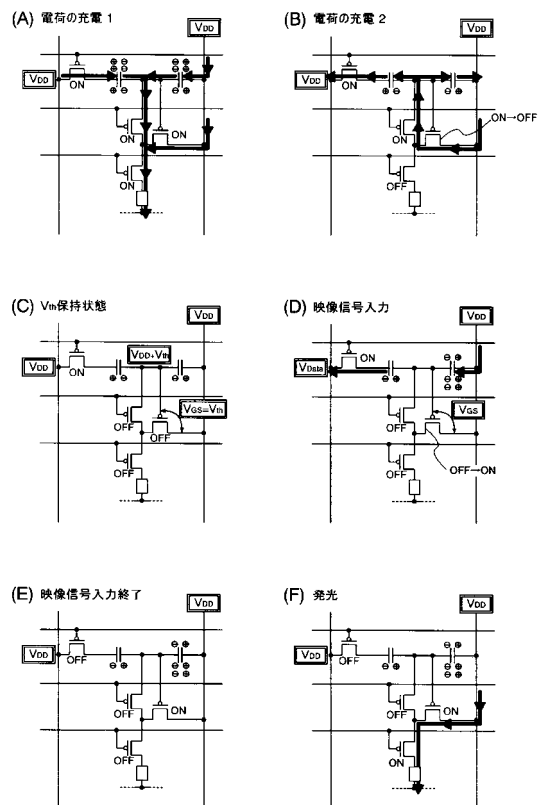 (A) 電荷の充電 1
VDD
VDD
⊖ ⊖
⊖ ⊖
⊕ ⊕
⊕ ⊕
ON
ON
ON
ON
(B) 電荷の充電 2
VDD
VDD
⊖
⊖
⊕
⊕
ON
ON
ON→OFF
OFF
(C) Vth保持状態
VDD
VDD
VDD+Vth
⊕ ⊖
⊖ ⊕
ON
VGS=Vth
OFF
OFF
OFF
(D) 映像信号入力
VDD
VData
ON
⊖ ⊕
⊖ ⊕
⊖ ⊕
VGS
OFF
OFF
OFF→ON
(E) 映像信号入力終了
VDD
VDD
⊖ ⊕
⊖ ⊕
⊖ ⊕
OFF
OFF
ON
OFF
(F) 発光
VDD
VDD
⊖ ⊕
⊖ ⊕
⊖ ⊕
OFF
OFF
ON
ON